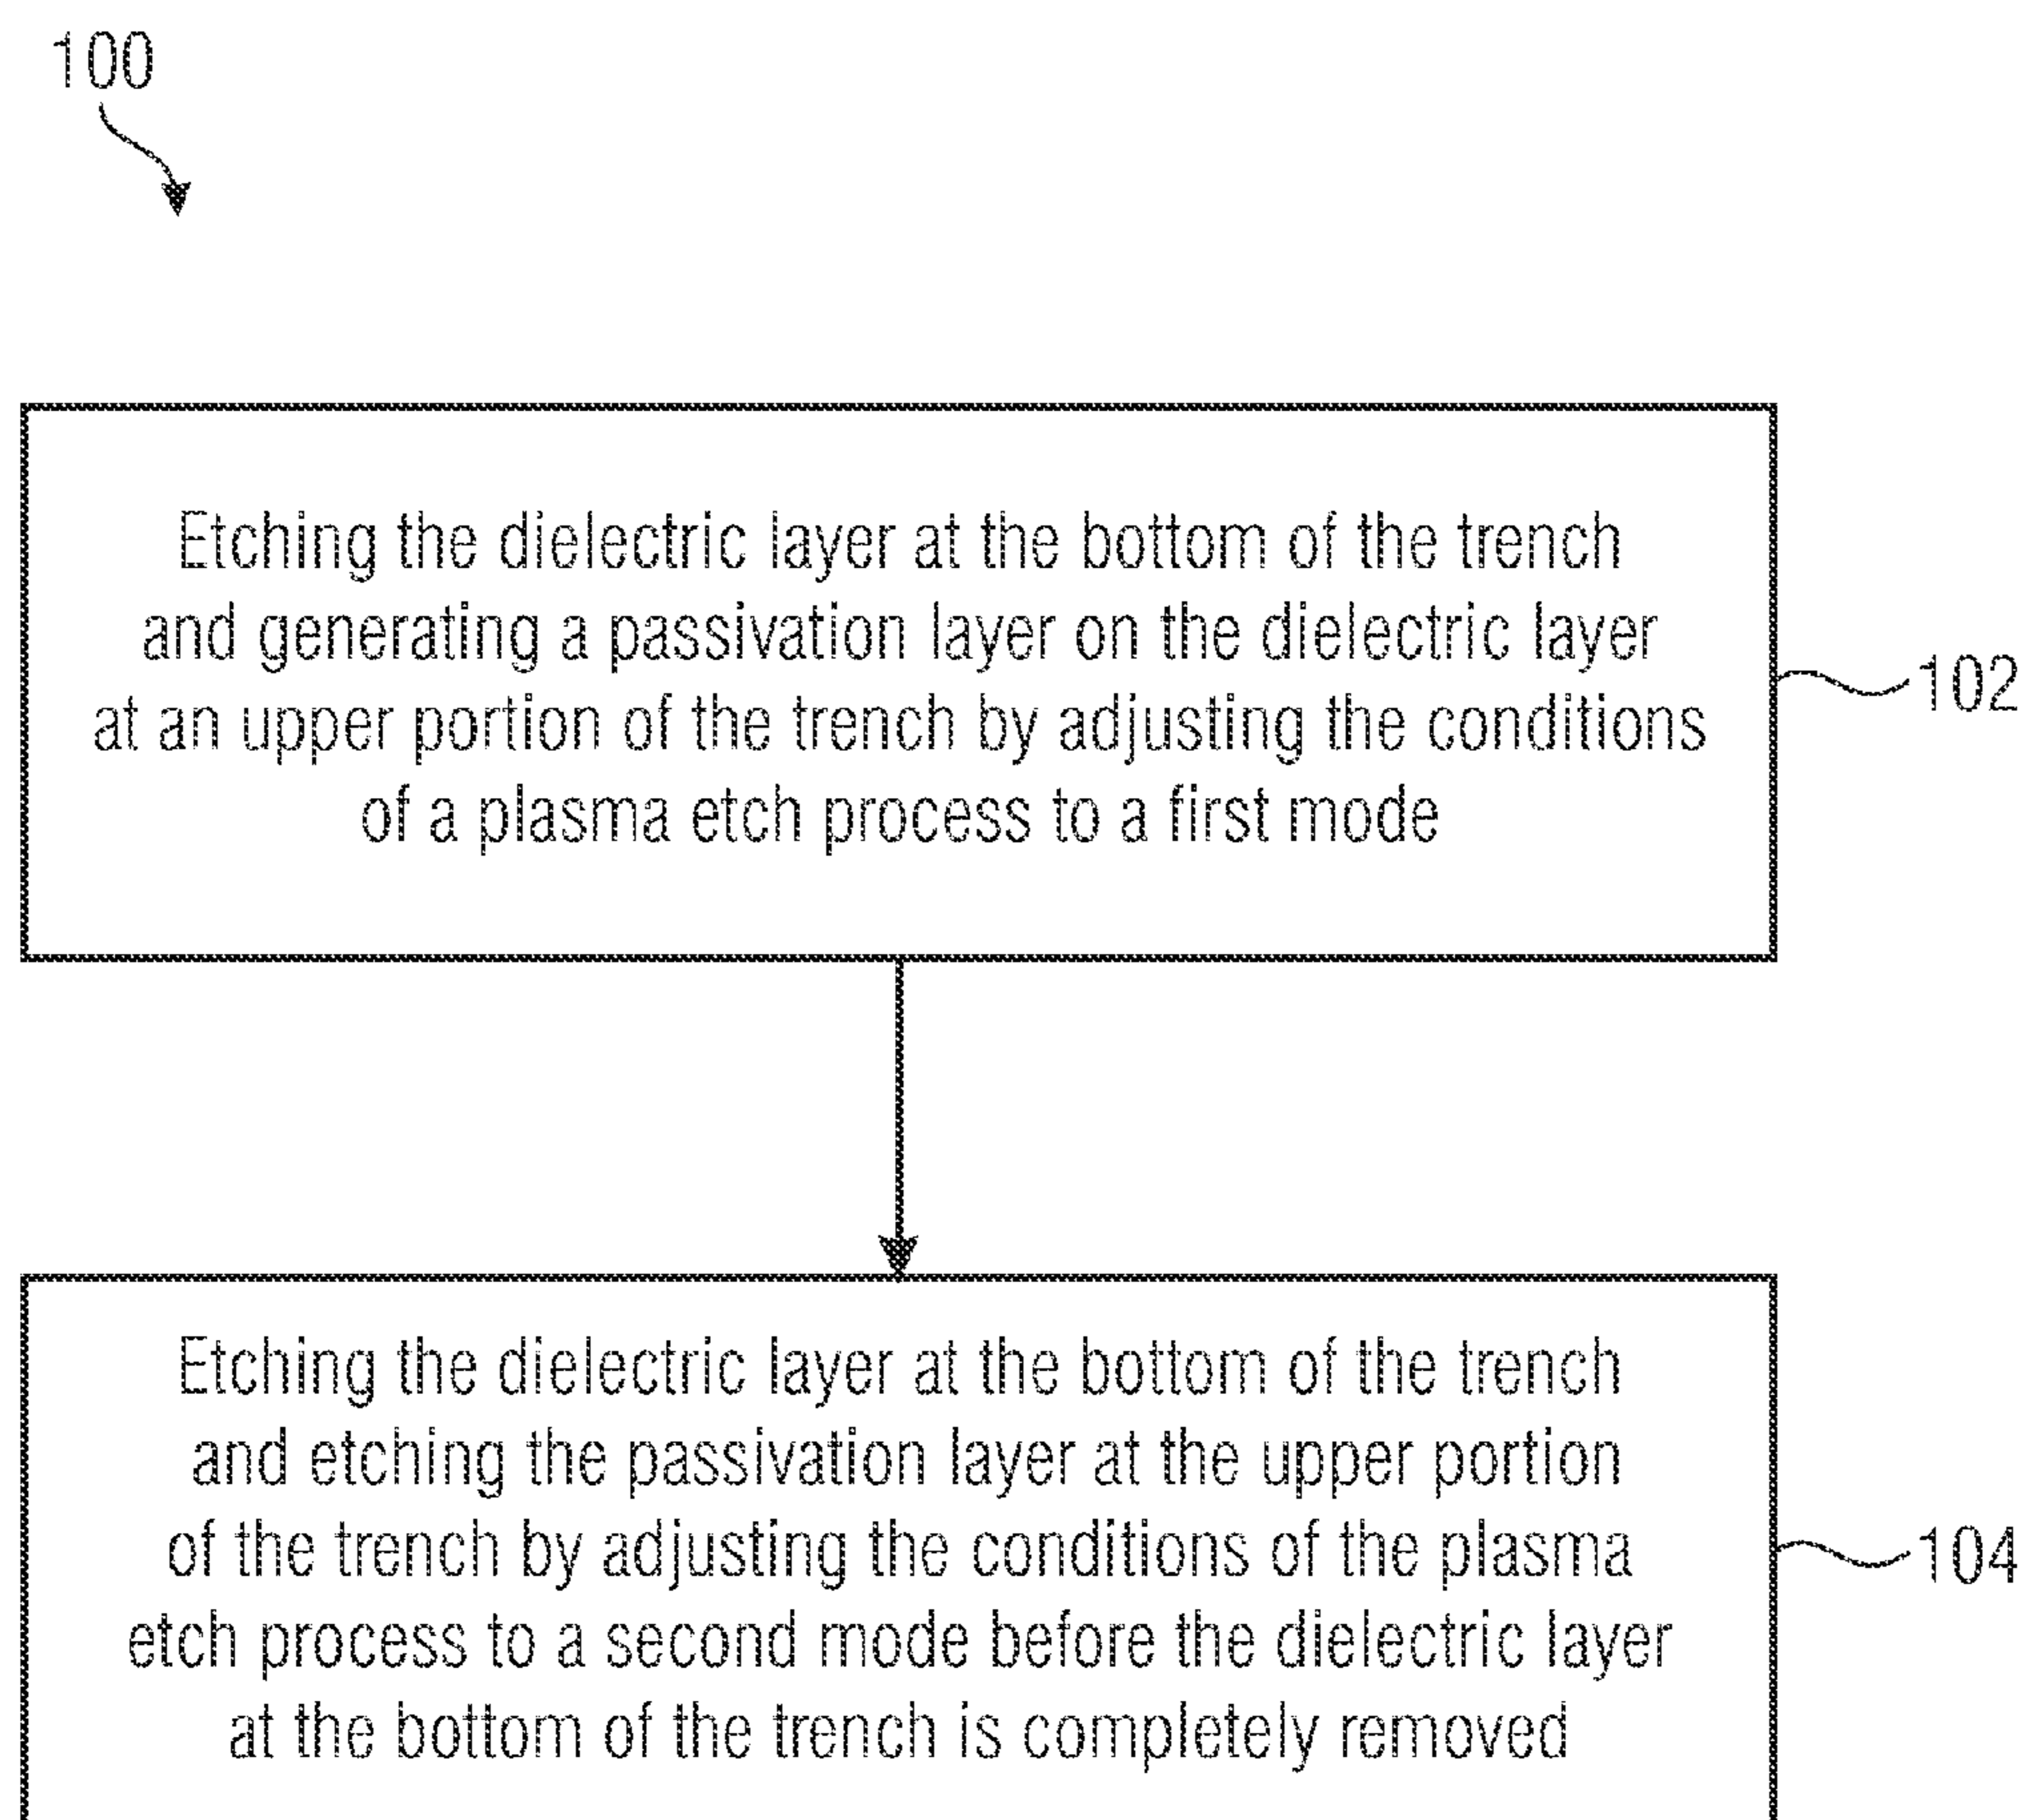 100
Etching the dielectric layer at the bottom of the trench
and generating a passivation layer on the dielectric layer
at an upper portion of the trench by adjusting the conditions
of a plasma etch process to a first mode
102
Etching the dielectric layer at the bottom of the trench
and etching the passivation layer at the upper portion
of the trench by adjusting the conditions of the plasma
etch process to a second mode before the dielectric layer
at the bottom of the trench is completely removed
104